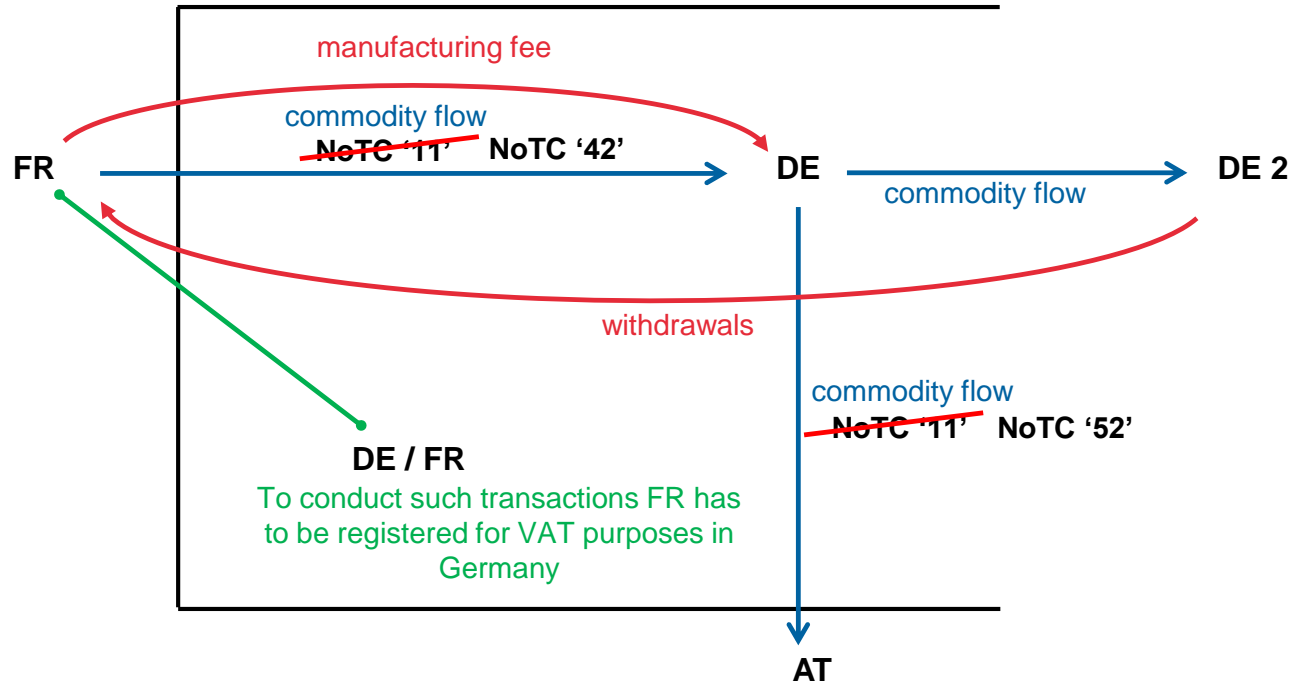 manufacturing fee
commodity flow
NoTC ‘11’ NoTC ‘42’
FR
DE
DE 2
commodity flow
withdrawals
commodity flow
NoTC ‘11’ NoTC ‘52’
DE / FR
To conduct such transactions FR has
to be registered for VAT purposes in
Germany
AT